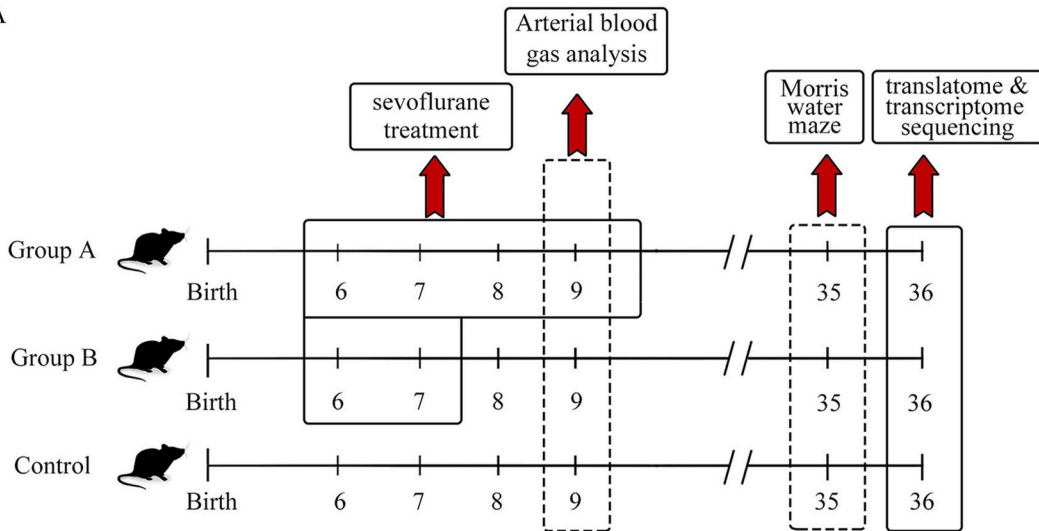 A
Arterial blood
gas analysis
sevoflurane
treatment
Morris
water
maze
translatome &
transcriptome
sequencing
Group A
Birth 6 7 8 9 35 36
Group B
Birth 6 7 8 9 35 36
Control
Birth 6 7 8 9 35 36